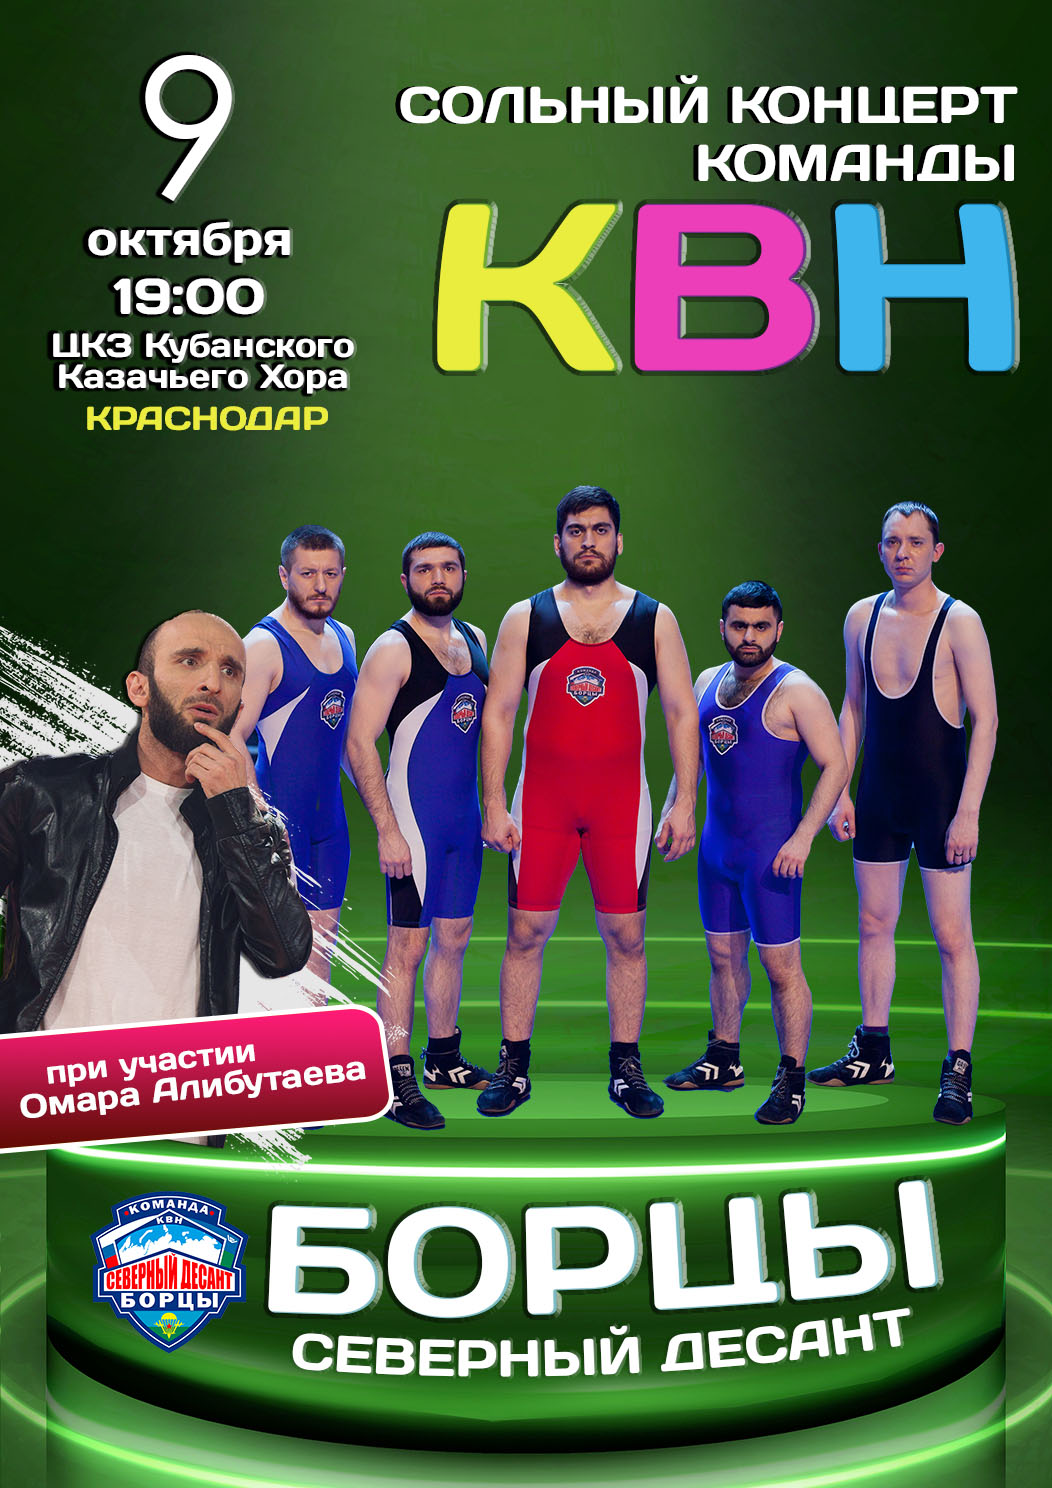 9
октября
19:00
ЦКЗ Кубанского
Казачьего Хора
КРАСНОДАР
СОЛЬНЫЙ КОНЦЕРТ
КОМАНДЫ
КВН
при участии
Омара Алибутаева
КОМАНДА
КВН
СЕВЕРНЫЙ ДЕСАНТ
БОРЦЫ
БОРЦЫ
СЕВЕРНЫЙ ДЕСАНТ